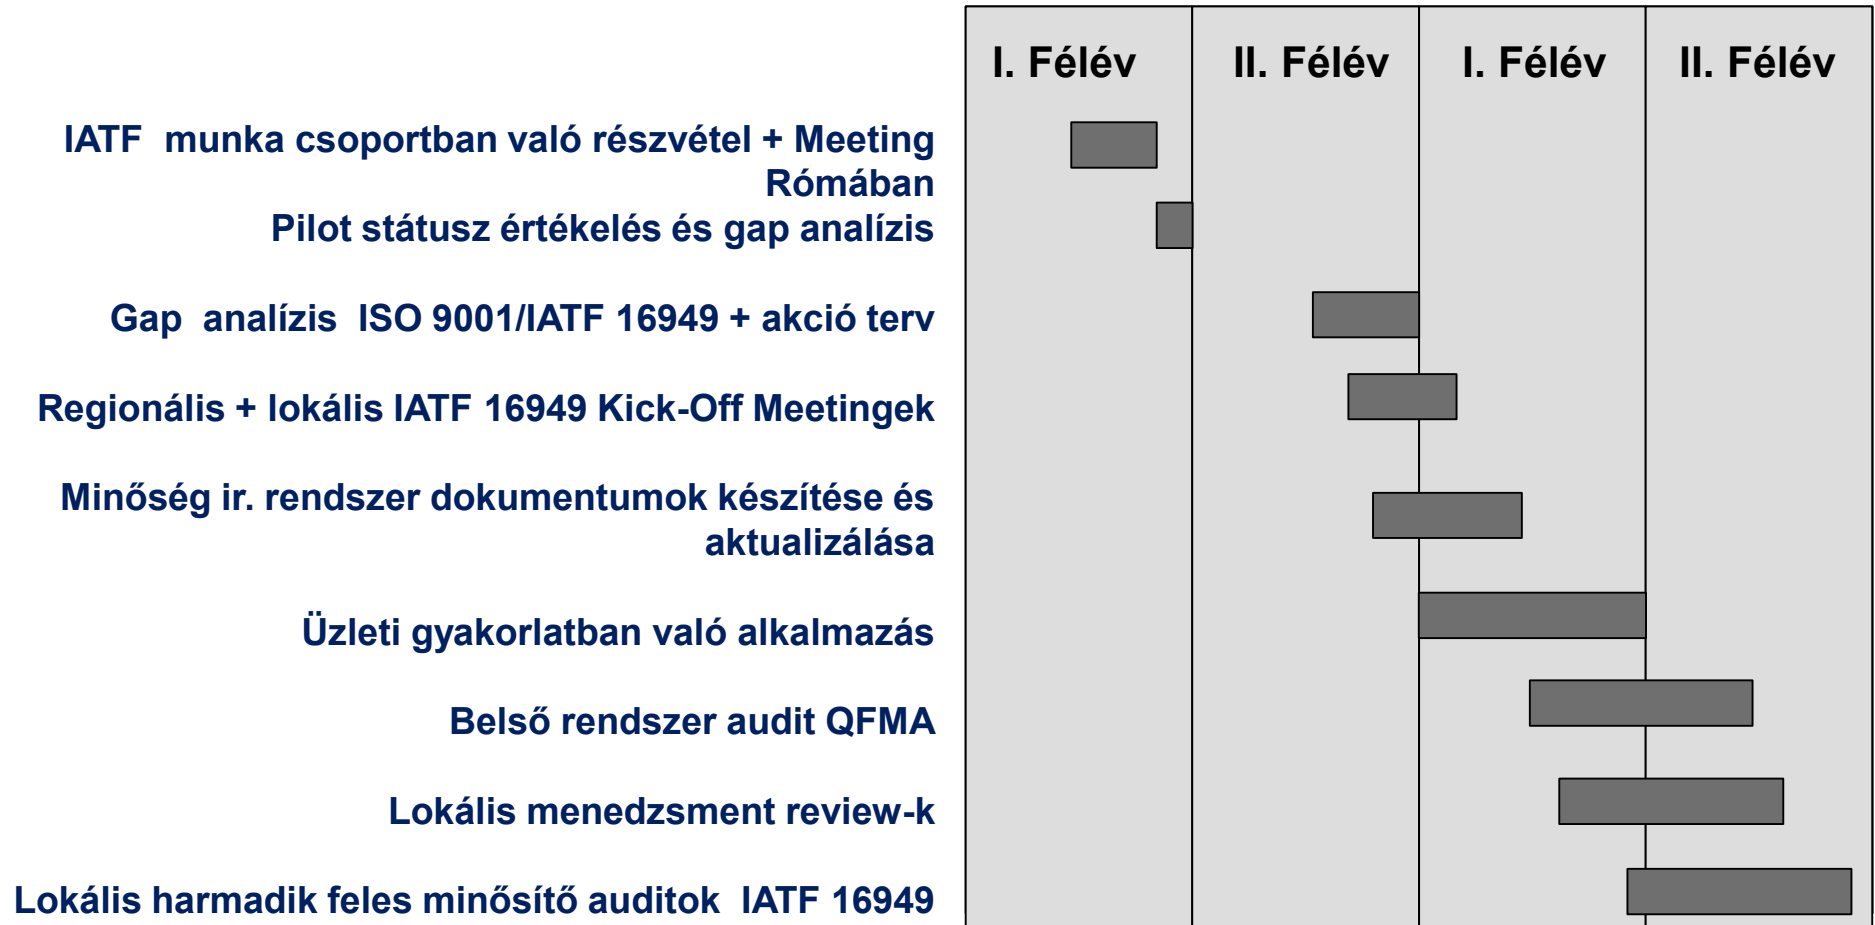 I. Félév
II. Félév
I. Félév
II. Félév
IATF munka csoportban való részvétel + Meeting
Rómában
Pilot státusz értékelés és gap analízis
Gap analízis ISO 9001/IATF 16949 + akció terv
Regionális + lokális IATF 16949 Kick-Off Meetingek
Minőség ir. rendszer dokumentumok készítése és
aktualizálása
Üzleti gyakorlatban való alkalmazás
Belső rendszer audit QFMA
Lokális menedzsment review-k
Lokális harmadik feles minősítő auditok IATF 16949